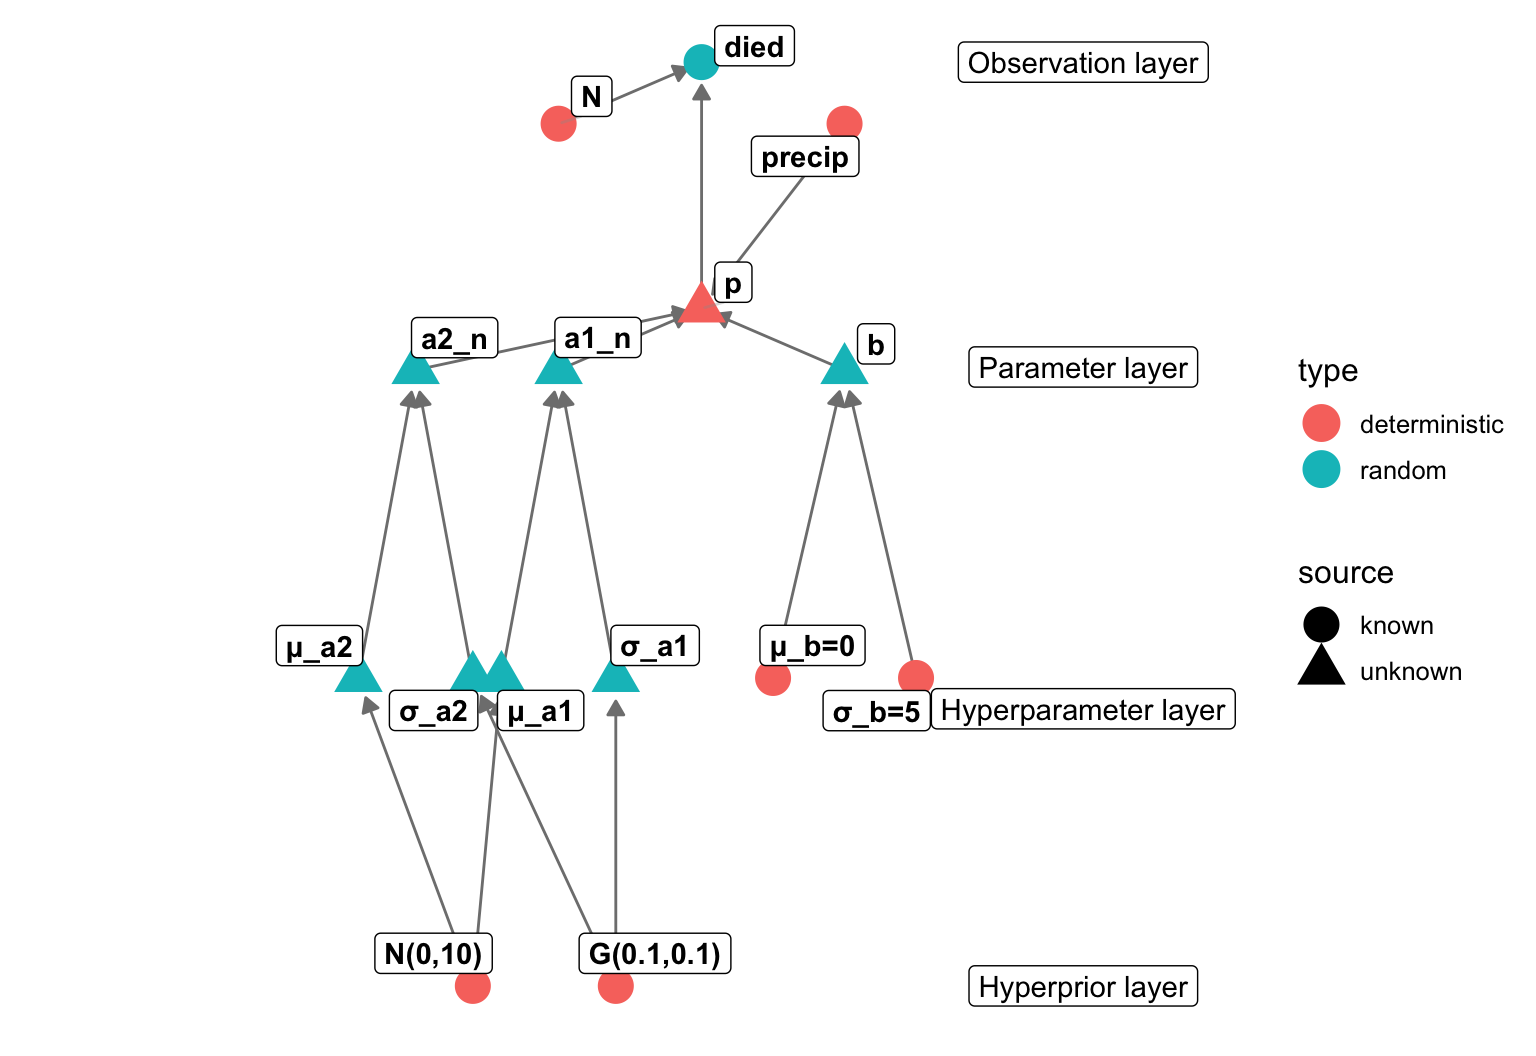 died
Observation layer
N
precip
p
a2_n
a1_n
b
Parameter layer
type
deterministic
random
source
known
unknown
μ_a2
σ_a1
μ_b=0
σ_a2
μ_a1
σ_b=5
Hyperparameter layer
N(0,10)
G(0.1,0.1)
Hyperprior layer